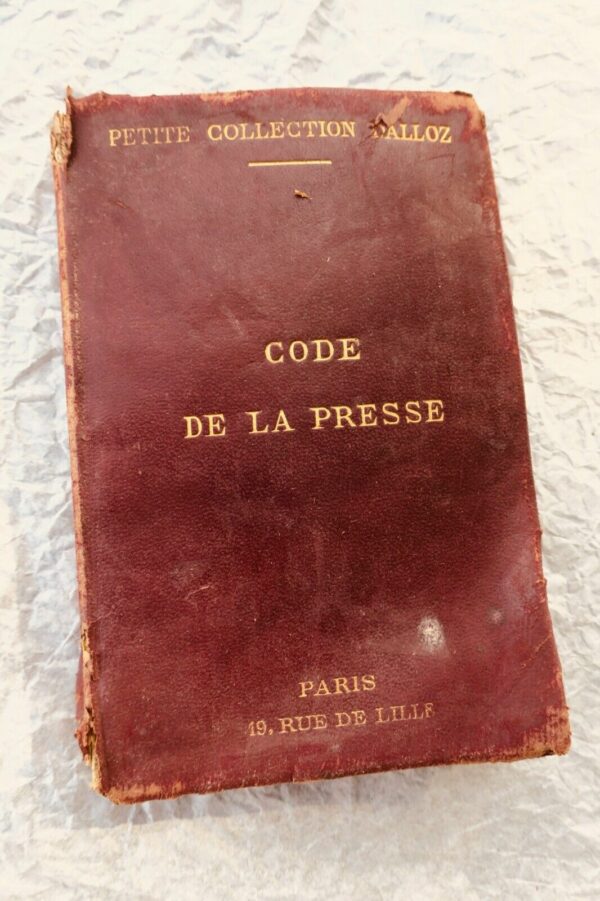 PETITE COLLECTION DALLOZ
CODE
DE LA PRESSE
PARIS
19, RUE DE LILLE